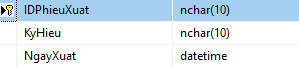 IDPhieuXuat nchar(10)
KyHieu nchar(10)
NgayXuat datetime